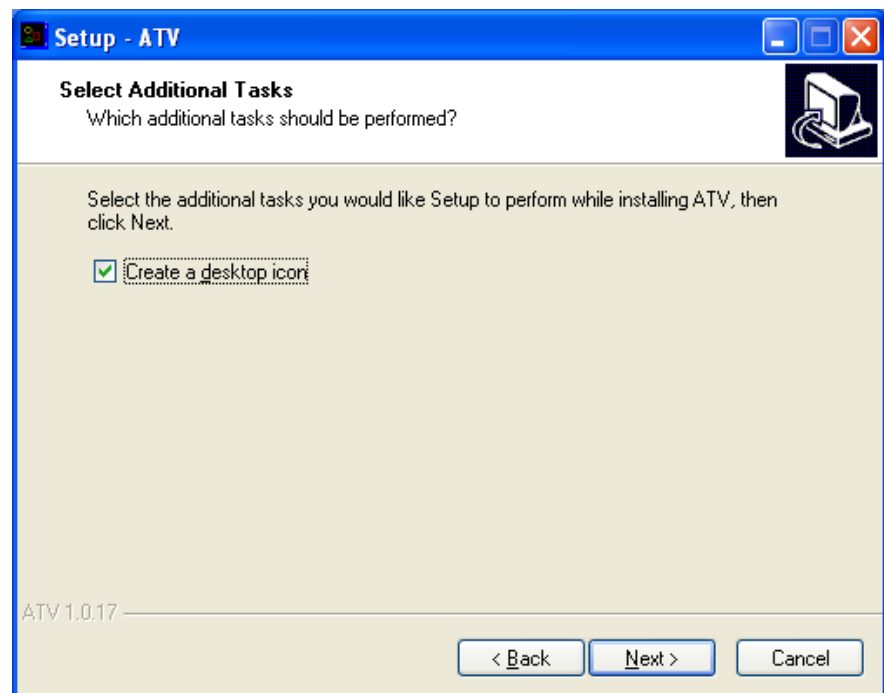 Setup - ATV
Select Additional Tasks
Which additional tasks should be performed?
Select the additional tasks you would like Setup to perform while installing ATV, then
click Next.
Create a desktop icon
ATV 1.0.17
< Back
Next >
Cancel